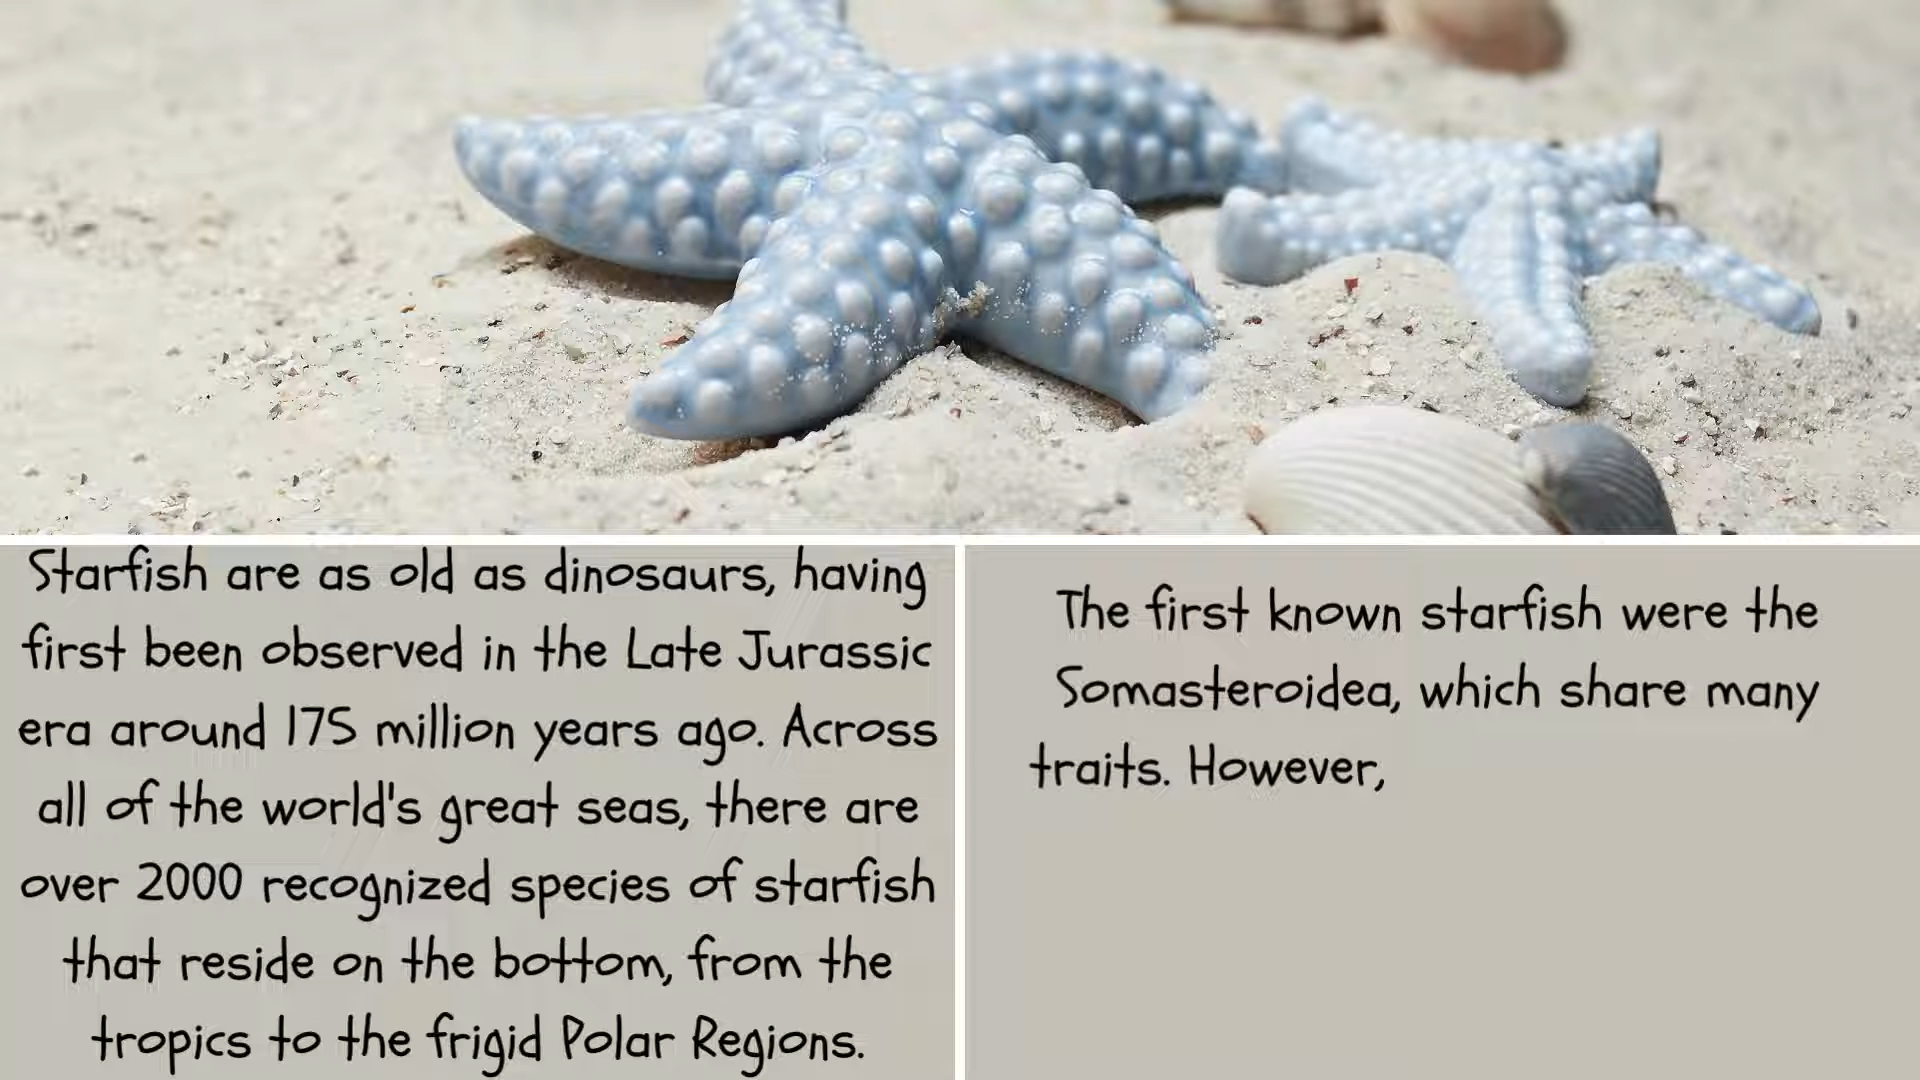 Starfish are as old as dinosaurs, having
first been observed in the Late Jurassic
era around 175 million years ago. Across
all of the world's great seas, there are
over 2000 recognized species of starfish
that reside on the bottom, from the
tropics to the frigid Polar Regions.
The first known starfish were the
Somasteroidea, which share many
traits. However,